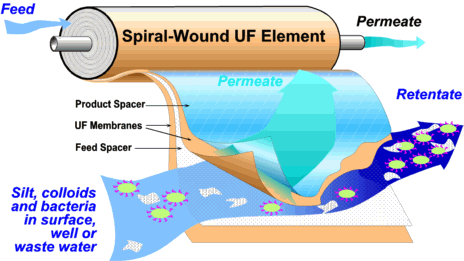 Feed
Permeate
Spiral-Wound UF Element
Permeate
Product Spacer
UF Membranes
Feed Spacer
Retentate
Silt, colloids
and bacteria
in surface,
well or
waste water